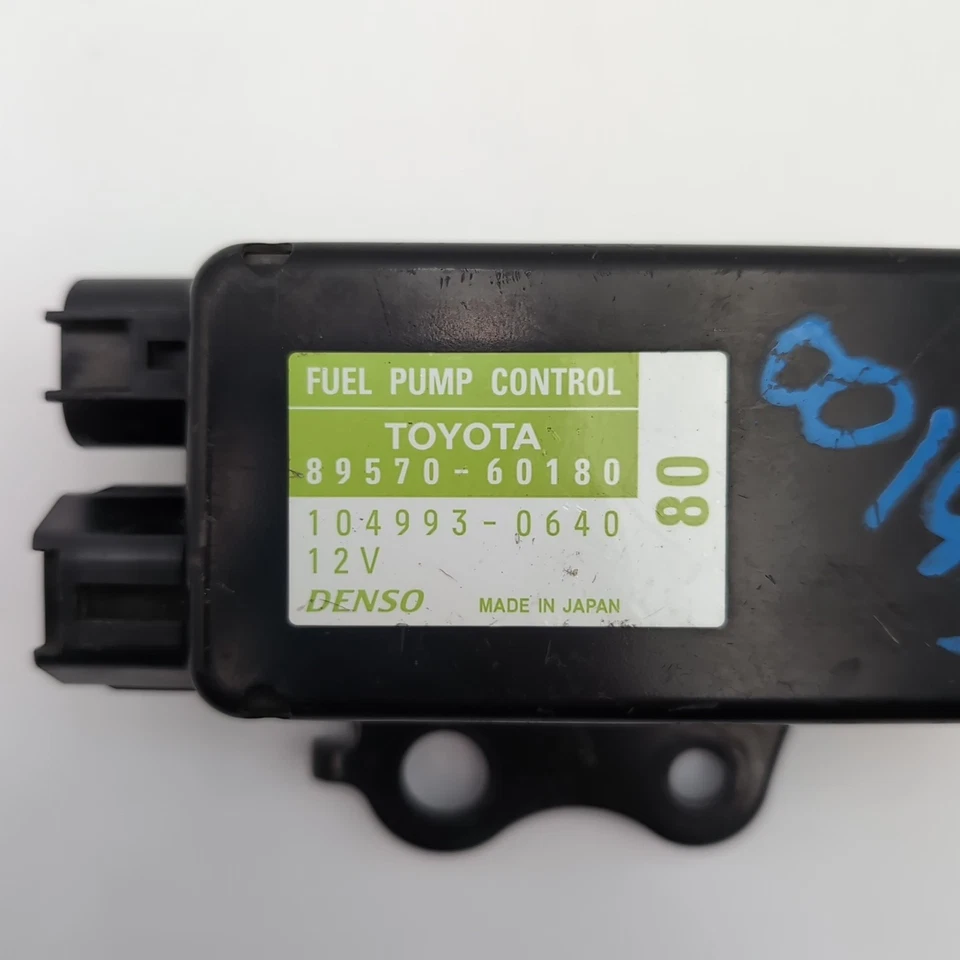 FUEL PUMP CONTROL
TOYOTA
89570-60180
104993-0640
12V
DENSO MADE IN JAPAN
80